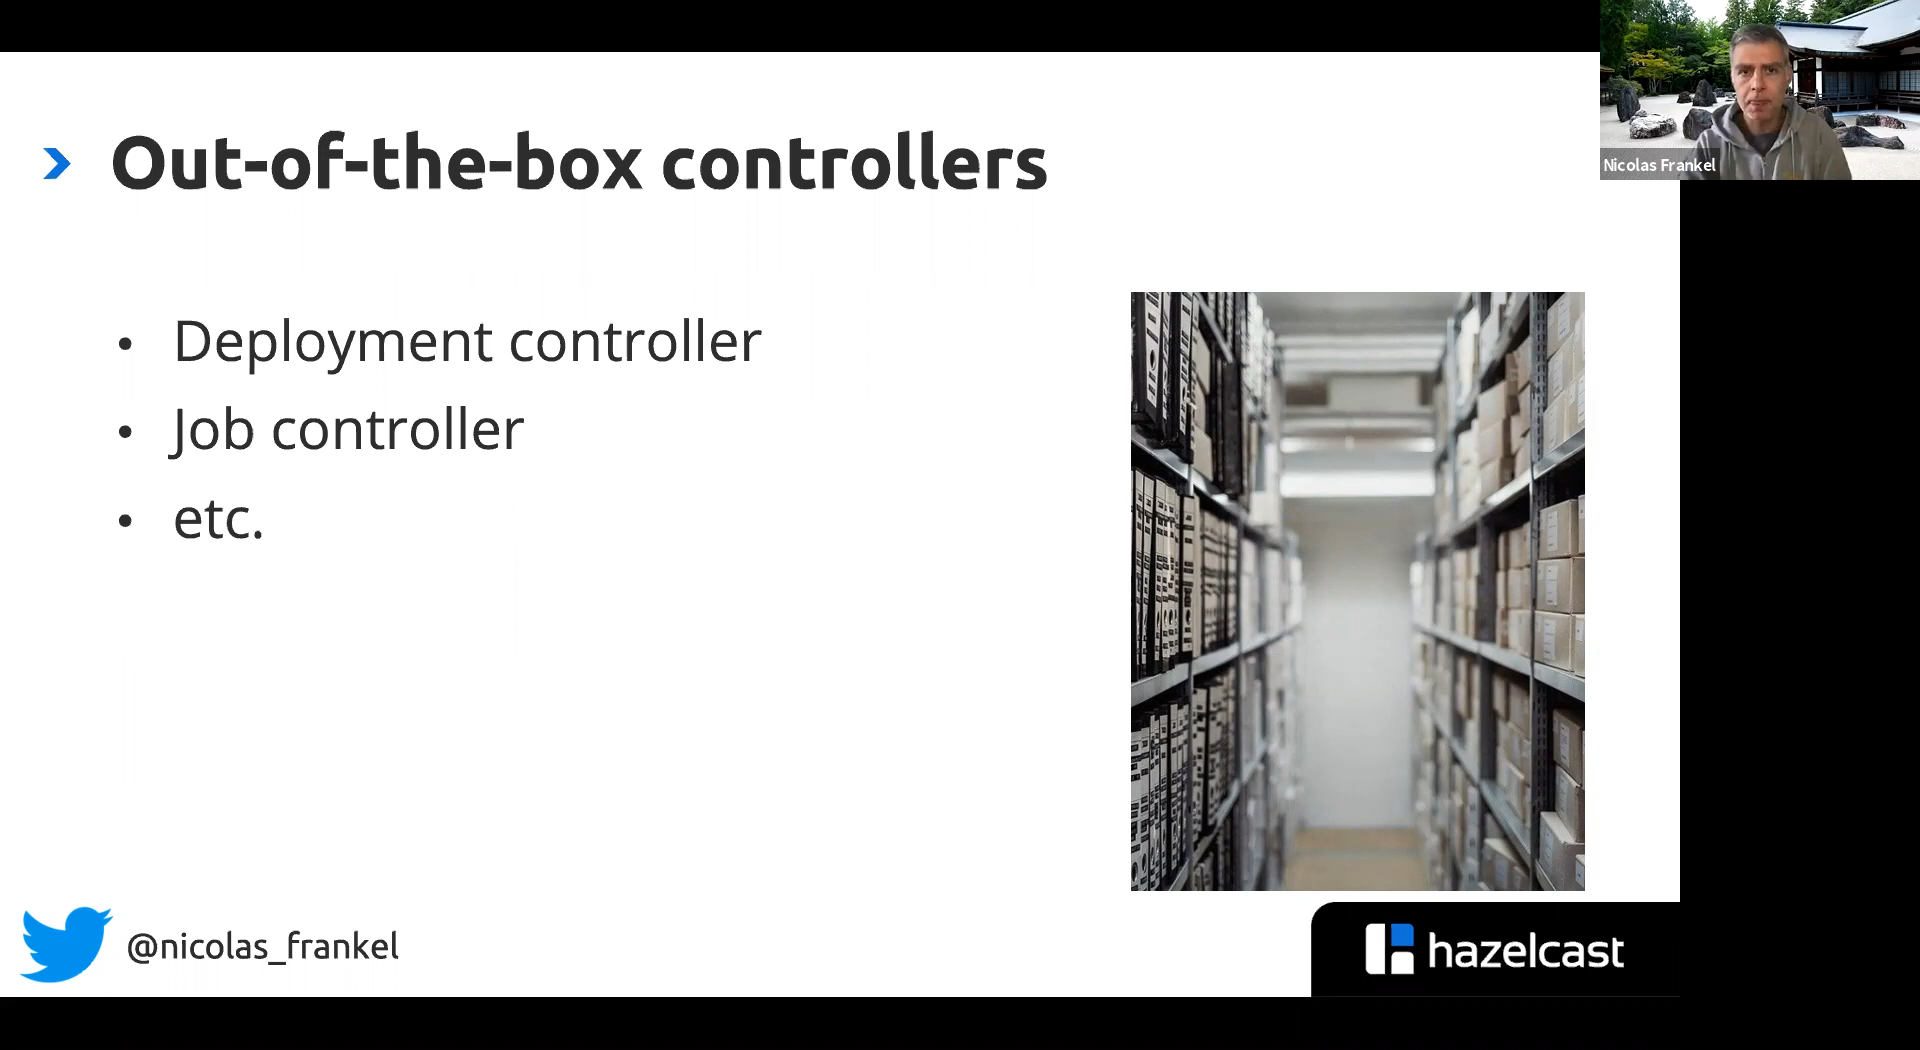 Out-of-the-box controllers
Nicolas Frankel
• Deployment controller
• Job controller
• etc.
@nicolas_frankel
hazelcast